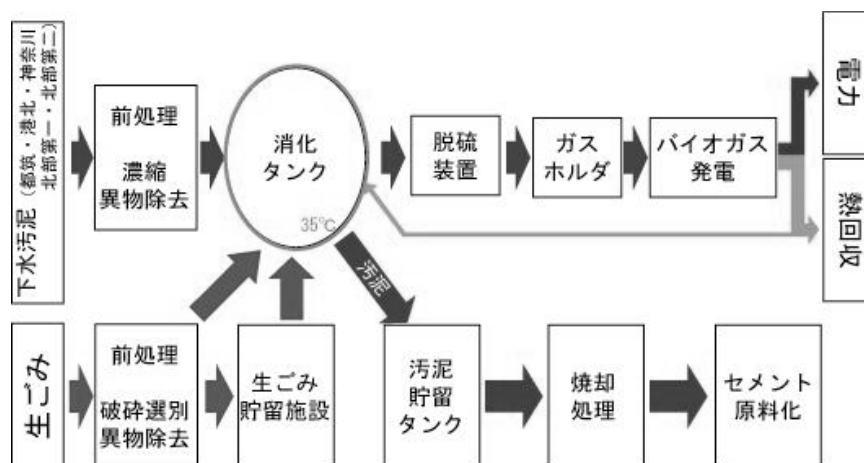 下水汚泥（都筑・港北・神奈川
北部第一・北部第二）
前処理
濃縮
異物除去
消化
タンク
35℃
脱硫
装置
ガス
ホルダ
バイオガス
発電
電力
熱回収
汚泥
生ごみ
前処理
破砕選別
異物除去
生ごみ
貯留施設
汚泥
貯留
タンク
焼却
処理
セメント
原料化